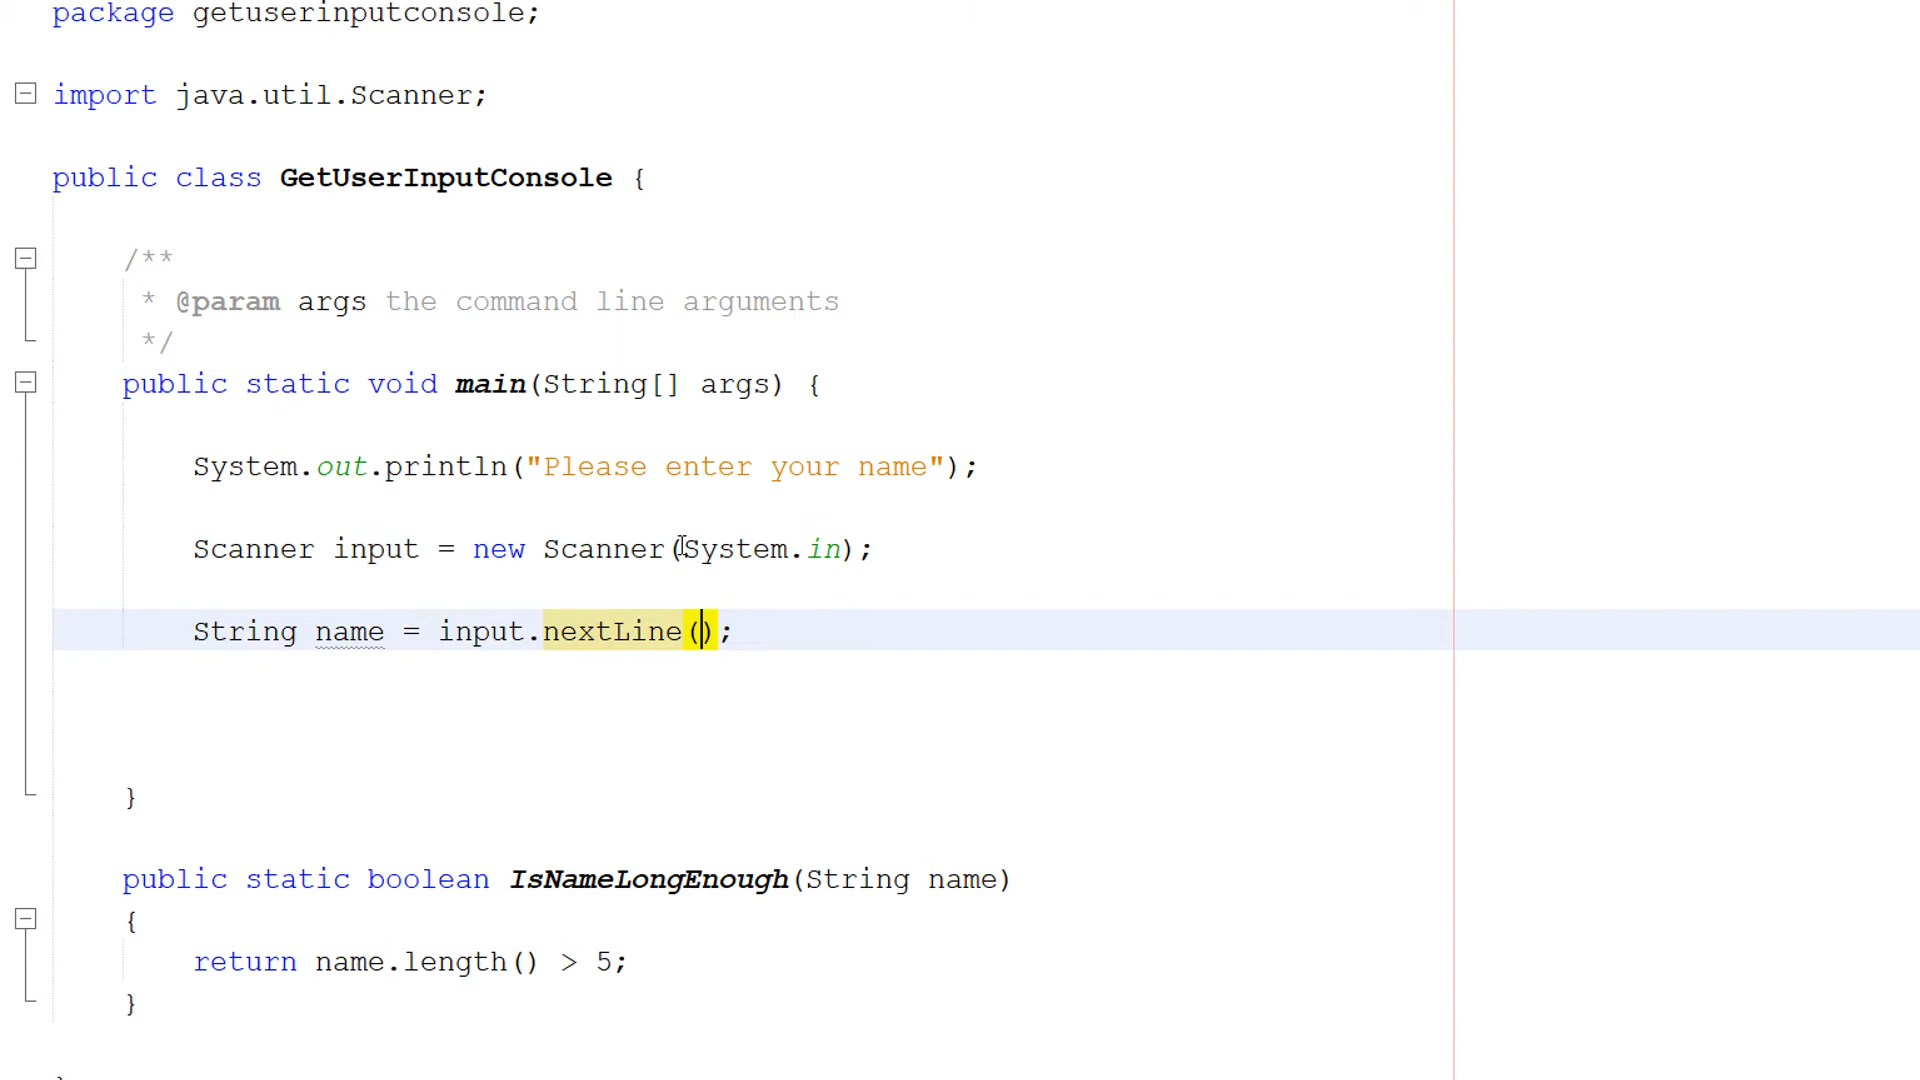 package getuserinputconsole;
import java.util.Scanner;
public class GetUserInputConsole {
/**
* @param args the command line arguments
*/
public static void main(String[] args) {
System.out.println("Please enter your name");
Scanner input = new Scanner(System.in);
String name = input.nextLine();
}
public static boolean IsNameLongEnough(String name)
{
return name.length() > 5;
}